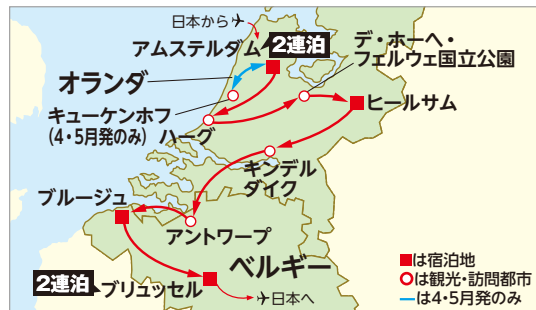 日本から✈
アムステルダム
2連泊
デ・ホーヘ・
フェルウェ国立公園
オランダ
キューケンホフ
(4・5月発のみ)
ハーグ
ヒールサム
キンデル
ダイク
ブルージュ
アントワープ
ベルギー
2連泊
ブリュッセル
✈日本へ
■は宿泊地
○は観光・訪問都市
ーは4・5月発のみ